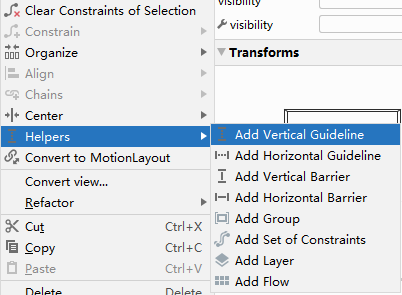 Clear Constraints of Selection
Constrain
Organize
Align
Chains
Center
Helpers
Convert to MotionLayout
Convert view...
Refactor
Cut Ctrl+X
Copy Ctrl+C
Paste Ctrl+V
Delete Delete
visibility
visibility
Transforms
Add Vertical Guideline
Add Horizontal Guideline
Add Vertical Barrier
Add Horizontal Barrier
Add Group
Add Set of Constraints
Add Layer
Add Flow